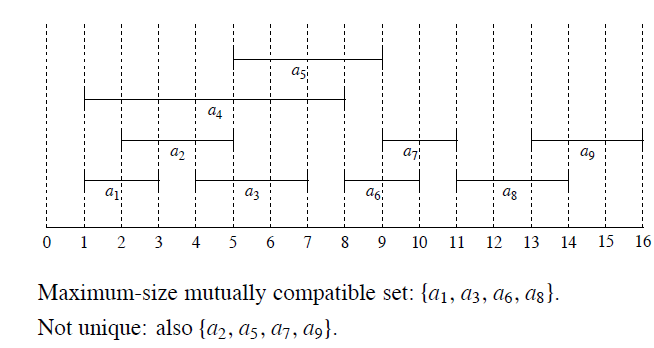 a5
a4
a2 a7 a9
a1 a3 a6 a8
0 1 2 3 4 5 6 7 8 9 10 11 12 13 14 15 16
Maximum-size mutually compatible set: {a1, a3, a6, a8}.
Not unique: also {a2, a5, a7, a9}.